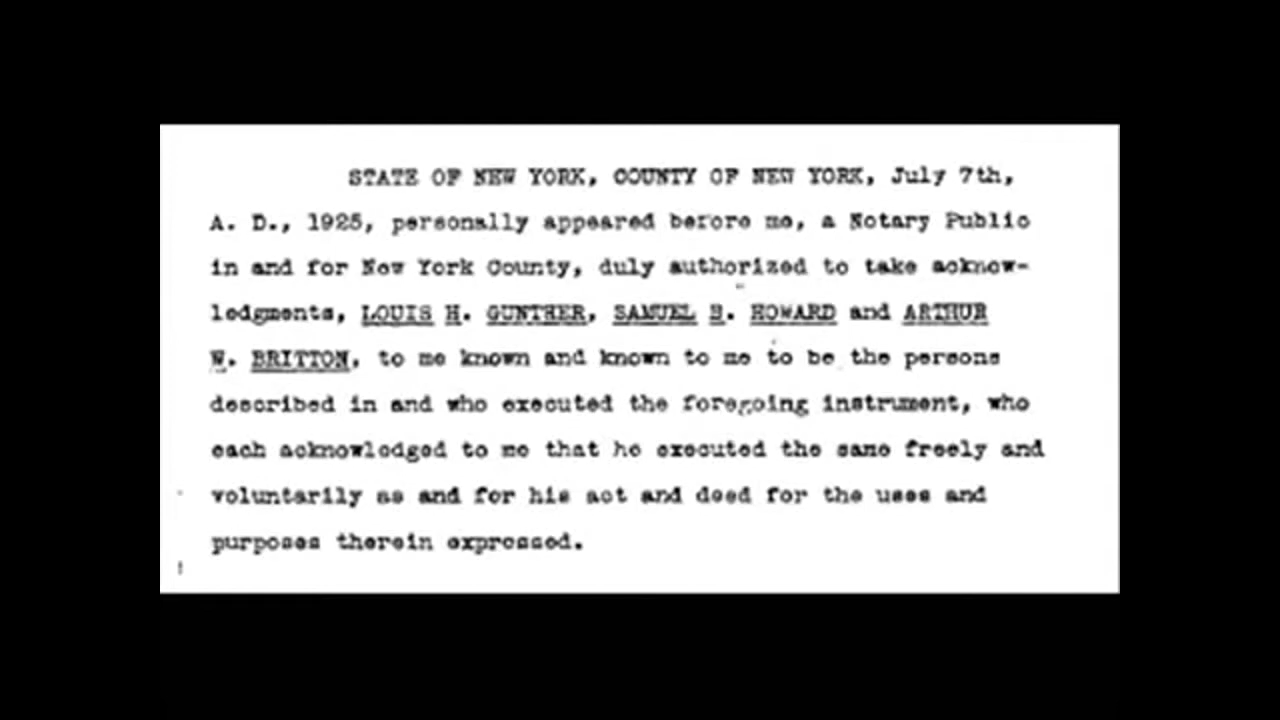 STATE OF NEW YORK, COUNTY OF NEW YORK, July 7th,
A. D., 1925, personally appeared before me, a Notary Public
in and for New York County, duly authorized to take acknow-
ledgments, LOUIS H. GUNTHER, SAMUEL B. HOWARD and ARTHUR
W. BRITTON, to me known and known to me to be the persons
described in and who executed the foregoing instrument, who
each acknowledged to me that he executed the same freely and
voluntarily as and for his act and deed for the uses and
purposes therein expressed.